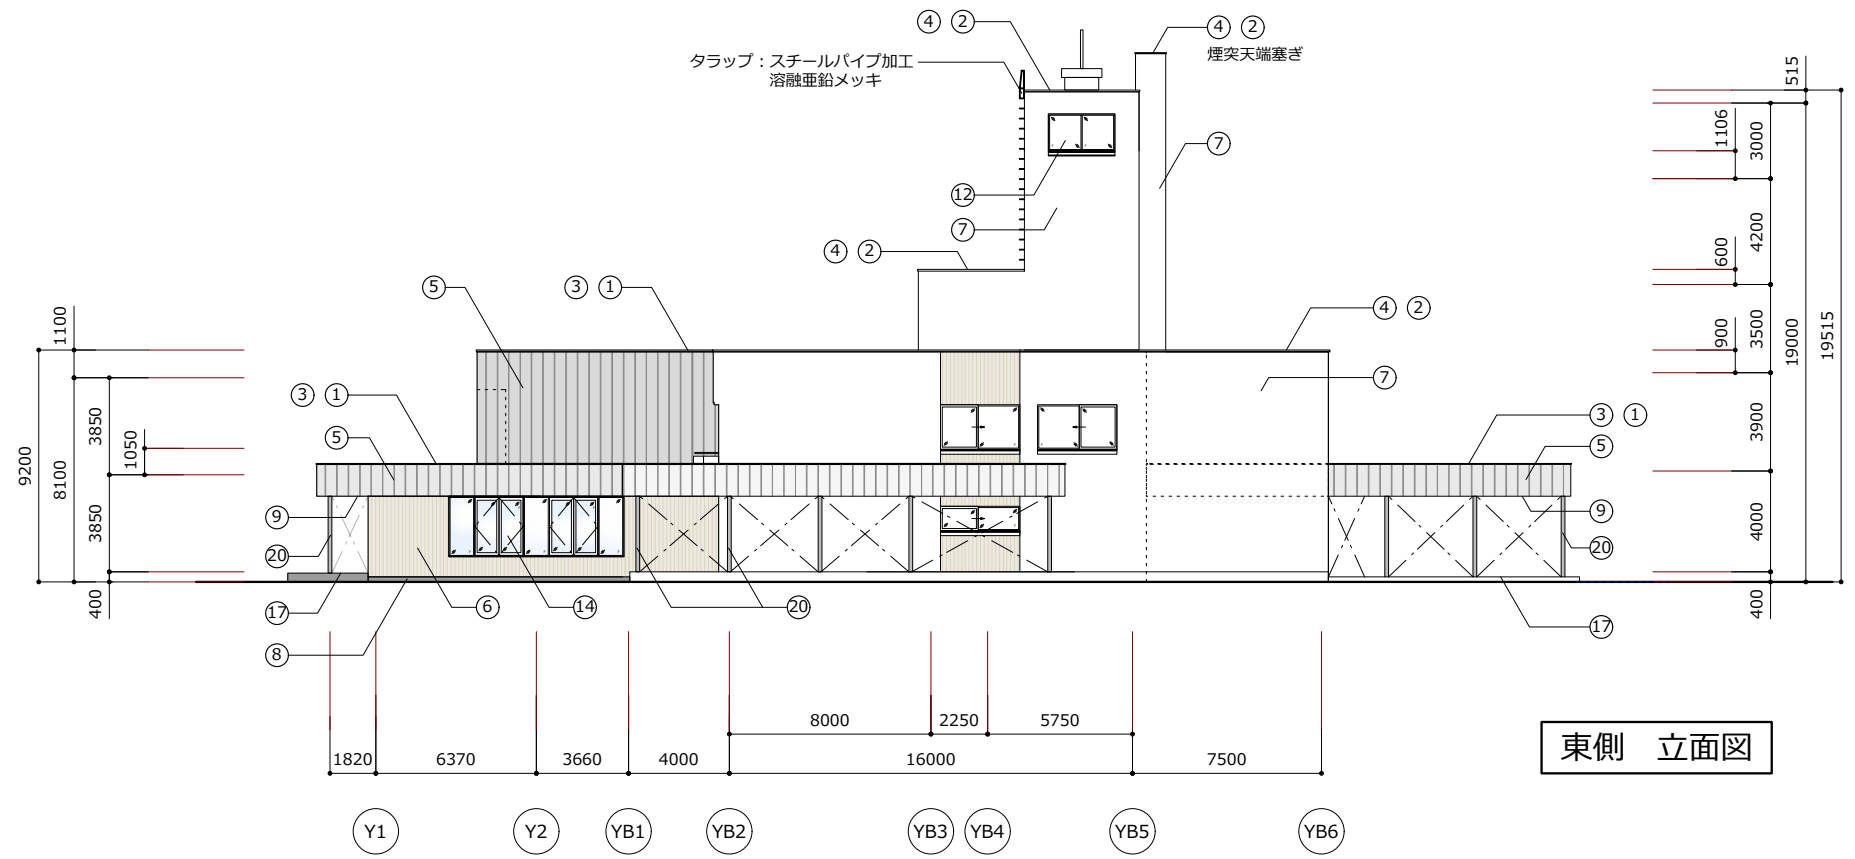 ④ ② ④ ②
タラップ：スチールパイプ加工 煙突天端塞ぎ
溶融亜鉛メッキ
515
1106
3000
⑦
⑫
⑦
4200
④ ②
600
⑤ ③ ① ④ ②
1100 900 3500 19000 19515
⑦
③ ① ③ ①
3850 3900
⑤ ⑤
1050
9200 8100
⑨ ⑨
3850 4000
⑳ ⑳
400 400
⑰ ⑥ ⑭ ⑳ ⑰
⑧
8000 2250 5750
1820 6370 3660 4000 16000 7500
東側　立面図
Y1 Y2 YB1 YB2 YB3 YB4 YB5 YB6